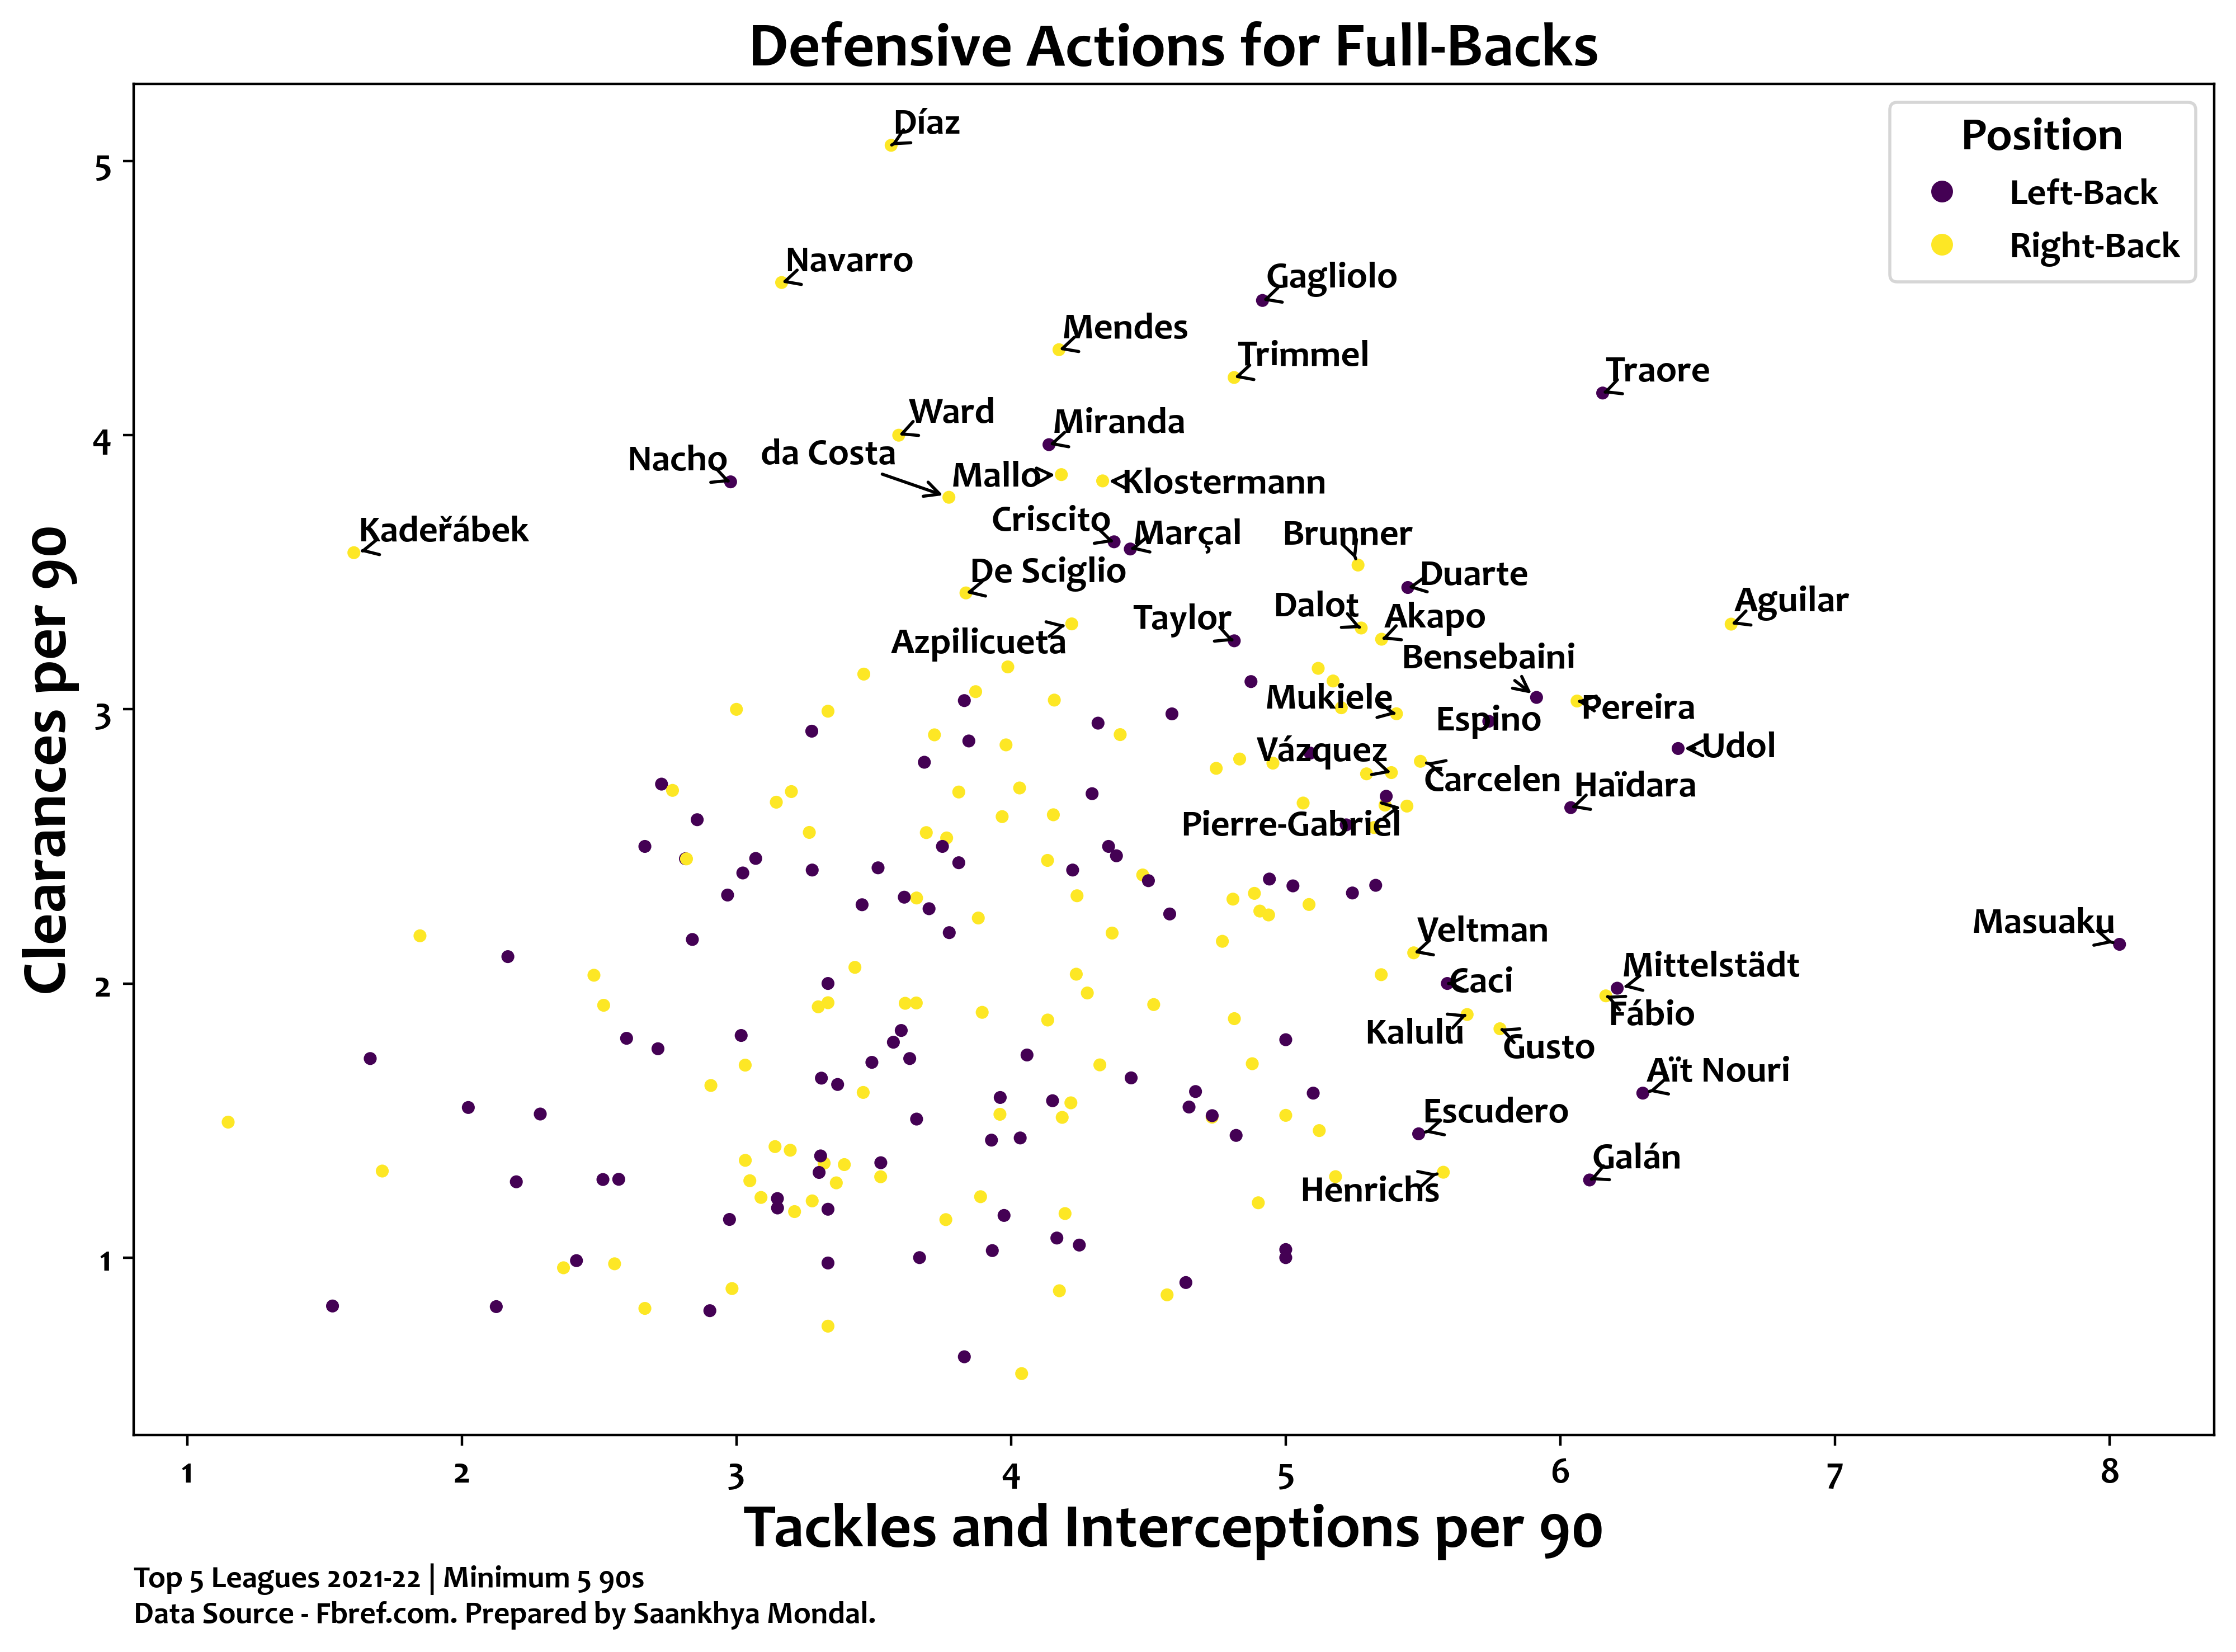 Defensive Actions for Full-Backs
Position
Left-Back
Right-Back
Díaz
Navarro
Gagliolo
Mendes
Trimmel
Traore
Ward
Miranda
Nacho
da Costa
Mallo
Klostermann
Kadeřábek
Criscito
Marçal
Brunner
De Sciglio
Duarte
Aguilar
Dalot
Akapo
Taylor
Azpilicueta
Bensebaini
Mukiele
Pereira
Espino
Udol
Vázquez
Carcelen
Haïdara
Pierre-Gabriel
Veltman
Masuaku
Mittelstädt
Caci
Fábio
Kalulu
Gusto
Aït Nouri
Escudero
Galán
Henrichs
5
4
3
2
1
Clearances per 90
1 2 3 4 5 6 7 8
Tackles and Interceptions per 90
Top 5 Leagues 2021-22 | Minimum 5 90s
Data Source - Fbref.com. Prepared by Saankhya Mondal.